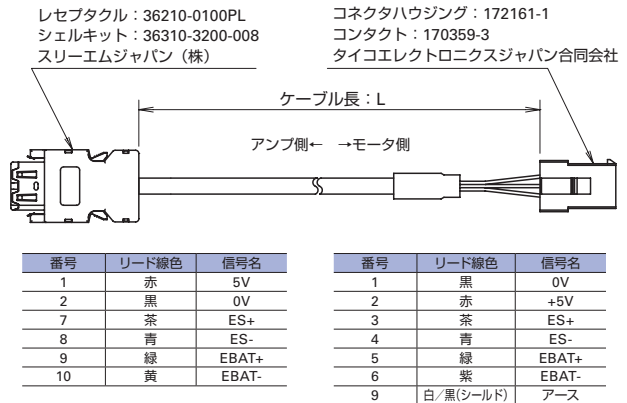 レセプタクル：36210-0100PL
シェルキット：36310-3200-008
スリーエムジャパン（株）
コネクタハウジング：172161-1
コンタクト：170359-3
タイコエレクトロニクスジャパン合同会社
ケーブル長：L
アンプ側← →モータ側
番号 リード線色 信号名
1 赤 5V
2 黒 0V
7 茶 ES+
8 青 ES-
9 緑 EBAT+
10 黄 EBAT-
番号 リード線色 信号名
1 黒 0V
2 赤 +5V
3 茶 ES+
4 青 ES-
5 緑 EBAT+
6 紫 EBAT-
9 白／黒(シールド) アース